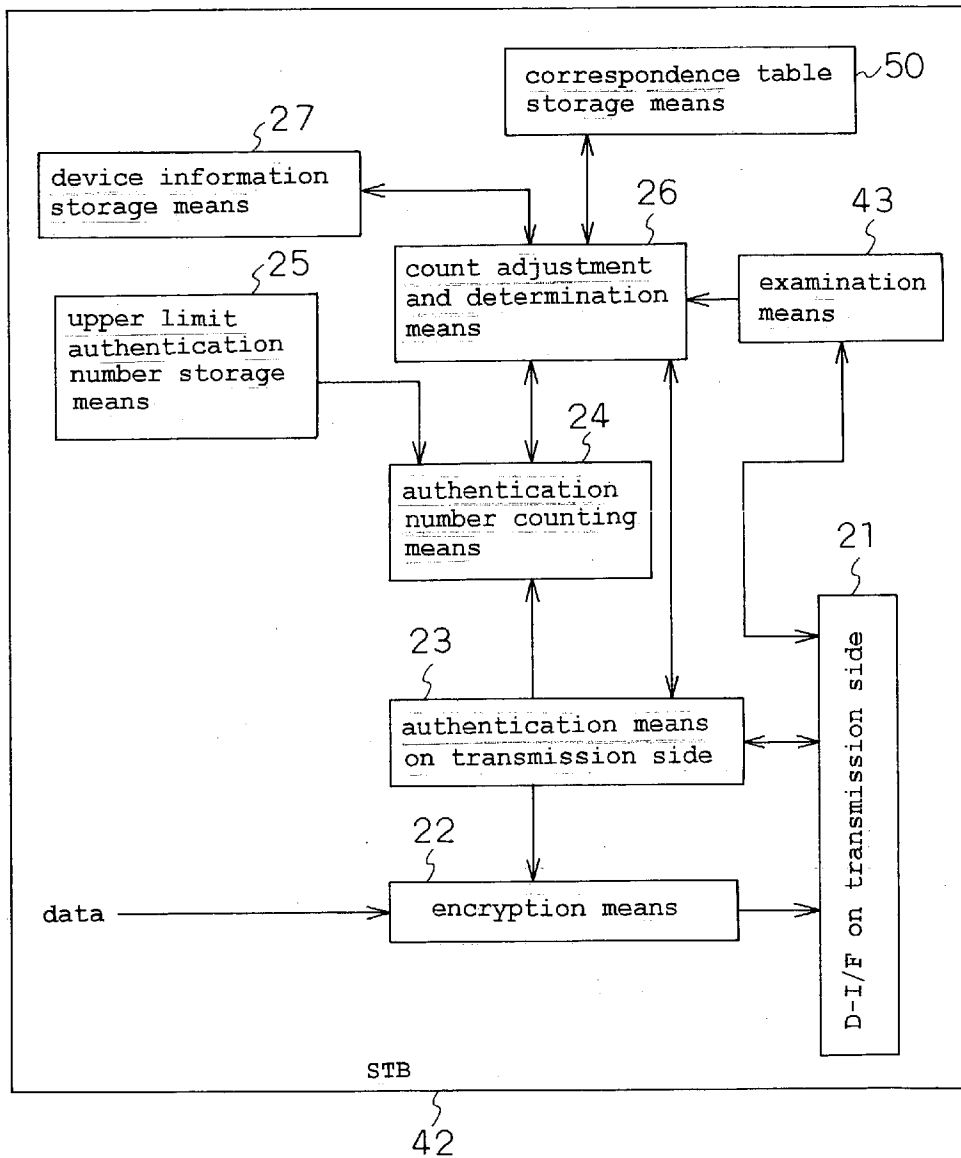 correspondence table
storage means
50
27
device information
storage means
26
43
count adjustment
and determination
means
examination
means
25
upper limit
authentication
number storage
means
24
authentication
number counting
means
21
D-I/F on transmission side
23
authentication means
on transmission side
22
data
encryption means
STB
42